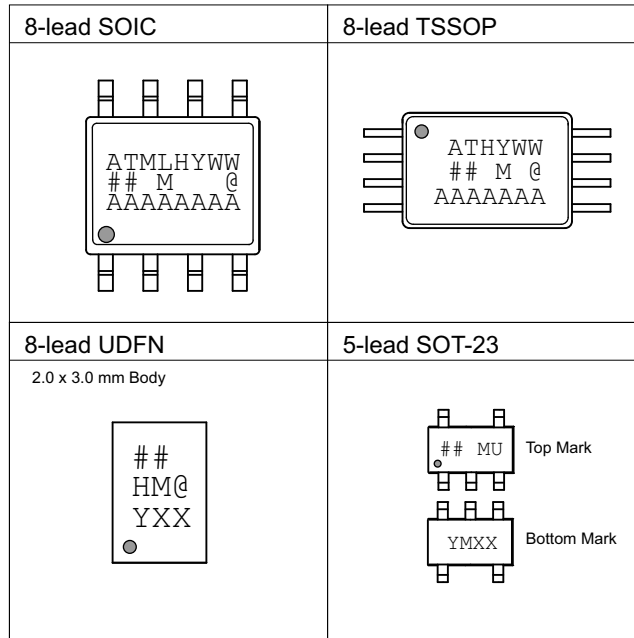 8-lead SOIC
ATMLHYWW
## M @
AAAAAAAA
8-lead TSSOP
ATHYWW
## M @
AAAAAAA
8-lead UDFN
2.0 x 3.0 mm Body
##
HM@
YXX
5-lead SOT-23
## MU
Top Mark
YMXX
Bottom Mark